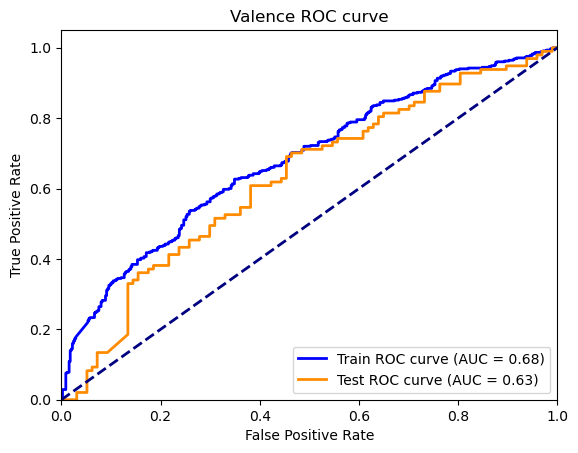 Valence ROC curve
True Positive Rate
1.0
0.8
0.6
0.4
0.2
0.0
0.0 0.2 0.4 0.6 0.8 1.0
False Positive Rate
Train ROC curve (AUC = 0.68)
Test ROC curve (AUC = 0.63)